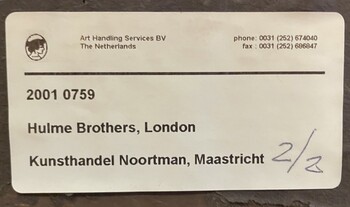 Art Handling Services BV phone: 0031 (252) 674040
The Netherlands fax : 0031 (252) 686847
2001 0759
Hulme Brothers, London
Kunsthandel Noortman, Maastricht 2/2